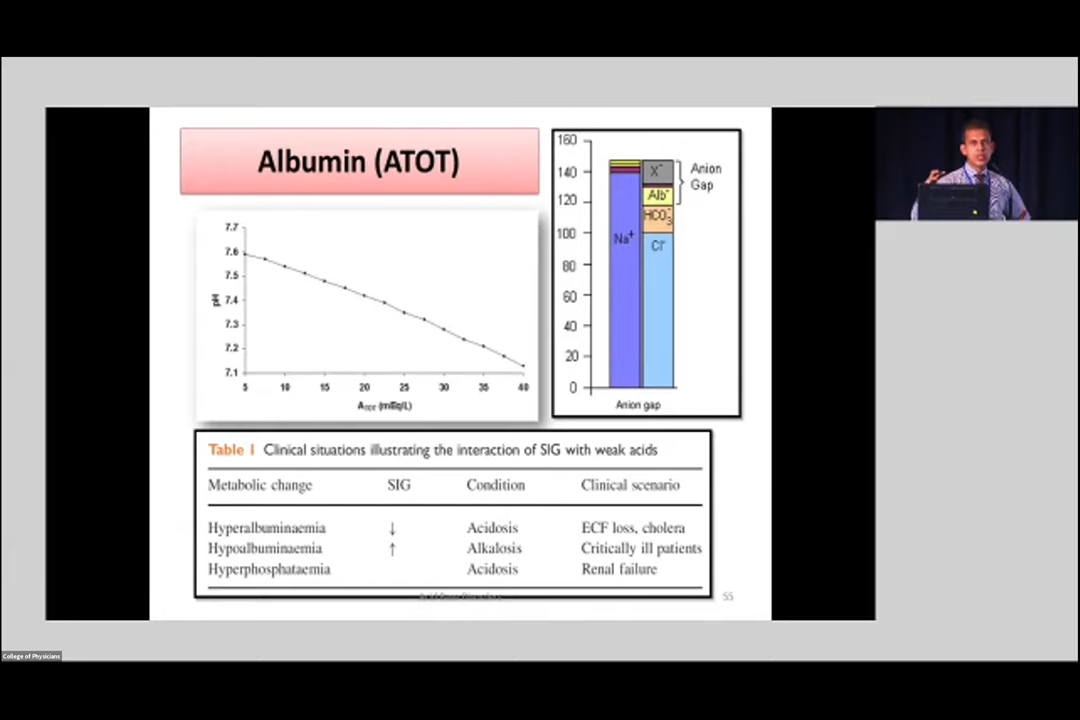 Albumin (ATOT)
7.7
7.6
7.5
7.4
7.3
7.2
7.1
pH
5 10 15 20 25 30 35 40
(mEq/L)
160
140
120
100
80
60
40
20
0
Na+
X-
Alb-
HCO3-
Cl-
Anion
Gap
Anion gap
Table 1 Clinical situations illustrating the interaction of SIG with weak acids
Metabolic change SIG Condition Clinical scenario
Hyperalbuminaemia ↓ Acidosis ECF loss, cholera
Hypoalbuminaemia ↑ Alkalosis Critically ill patients
Hyperphosphataemia Acidosis Renal failure
55
College of Physicians